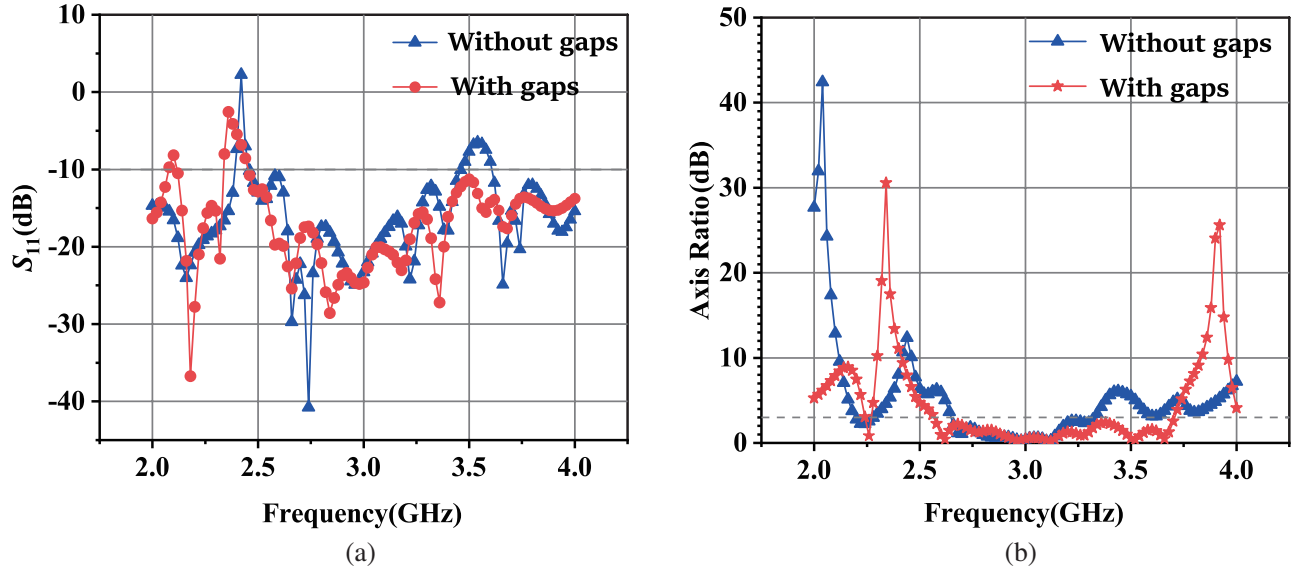 10
0
-10
-20
-30
-40
S11(dB)
Without gaps
With gaps
2.0 2.5 3.0 3.5 4.0
Frequency(GHz)
(a)
50
40
30
20
10
0
Axis Ratio(dB)
Without gaps
With gaps
2.0 2.5 3.0 3.5 4.0
Frequency(GHz)
(b)